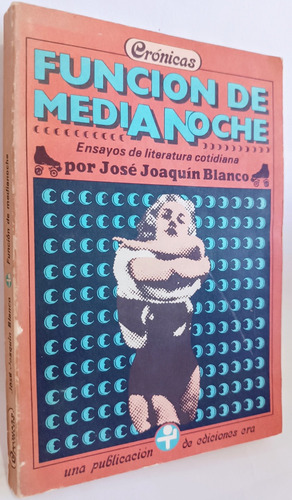 Crónicas
FUNCION DE
MEDIANOCHE
Ensayos de literatura cotidiana
por José Joaquín Blanco
una publicación de ediciones era
(Crónicas) José Joaquín Blanco Función de medianoche